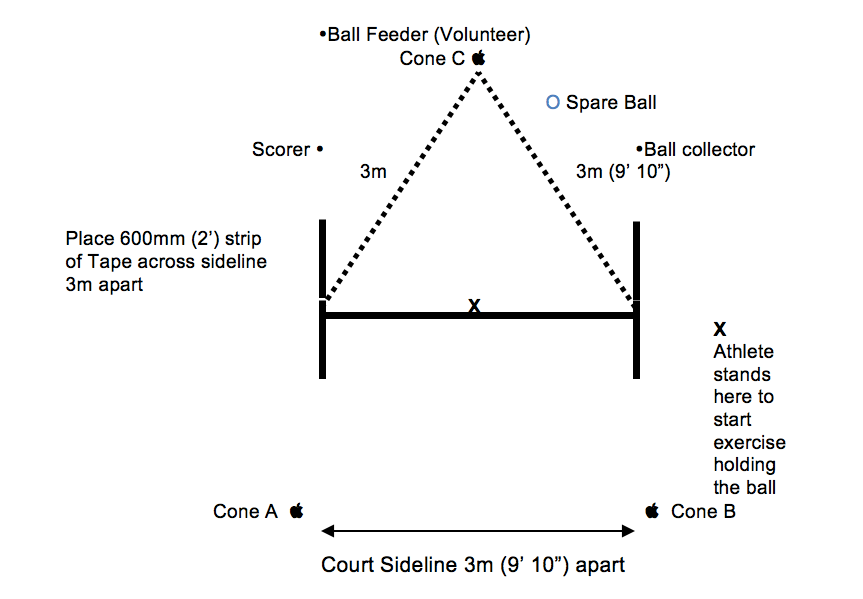 •Ball Feeder (Volunteer)
Cone C
O Spare Ball
Scorer •
•Ball collector
3m
3m (9’ 10”)
Place 600mm (2’) strip
of Tape across sideline
3m apart
X
X
Athlete
stands
here to
start
exercise
holding
the ball
Cone A
Cone B
Court Sideline 3m (9’ 10”) apart